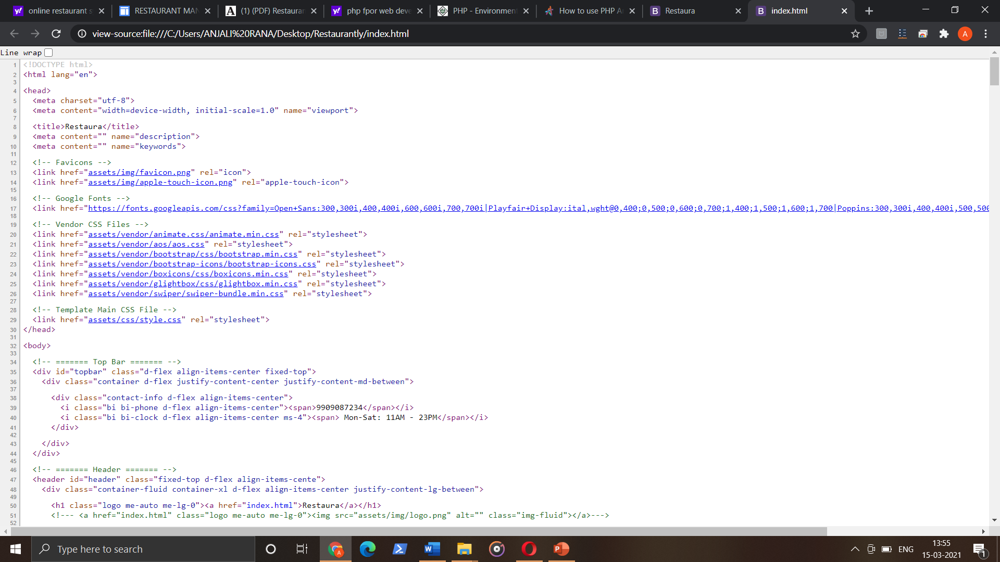 online restaurant s
RESTAURANT MAN
(1) (PDF) Restauran
php fpor web deve
PHP - Environment
How to use PHP A
Restaura
index.html
view-source:file:///C:/Users/ANJALI%20RANA/Desktop/Restaurantly/index.html
A
Line wrap
1 <!DOCTYPE html>
2 <html lang="en">
3
4 <head>
5 <meta charset="utf-8">
6 <meta content="width=device-width, initial-scale=1.0" name="viewport">
7
8 <title>Restaura</title>
9 <meta content="" name="description">
10 <meta content="" name="keywords">
11
12 <!-- Favicons -->
13 <link href="assets/img/favicon.png" rel="icon">
14 <link href="assets/img/apple-touch-icon.png" rel="apple-touch-icon">
15
16 <!-- Google Fonts -->
17 <link href="https://fonts.googleapis.com/css?family=Open+Sans:300,300i,400,400i,600,600i,700,700i|Playfair+Display:ital,wght@0,400;0,500;0,600;0,700;1,400;1,500;1,600;1,700|Poppins:300,300i,400,400i,500,500
18
19 <!-- Vendor CSS Files -->
20 <link href="assets/vendor/animate.css/animate.min.css" rel="stylesheet">
21 <link href="assets/vendor/aos/aos.css" rel="stylesheet">
22 <link href="assets/vendor/bootstrap/css/bootstrap.min.css" rel="stylesheet">
23 <link href="assets/vendor/bootstrap-icons/bootstrap-icons.css" rel="stylesheet">
24 <link href="assets/vendor/boxicons/css/boxicons.min.css" rel="stylesheet">
25 <link href="assets/vendor/glightbox/css/glightbox.min.css" rel="stylesheet">
26 <link href="assets/vendor/swiper/swiper-bundle.min.css" rel="stylesheet">
27
28 <!-- Template Main CSS File -->
29 <link href="assets/css/style.css" rel="stylesheet">
30 </head>
31
32 <body>
33
34 <!-- ======= Top Bar ======= -->
35 <div id="topbar" class="d-flex align-items-center fixed-top">
36 <div class="container d-flex justify-content-center justify-content-md-between">
37
38 <div class="contact-info d-flex align-items-center">
39 <i class="bi bi-phone d-flex align-items-center"><span>9909087234</span></i>
40 <i class="bi bi-clock d-flex align-items-center ms-4"><span> Mon-Sat: 11AM - 23PM</span></i>
41 </div>
42
43 </div>
44 </div>
45
46 <!-- ======= Header ======= -->
47 <header id="header" class="fixed-top d-flex align-items-cente">
48 <div class="container-fluid container-xl d-flex align-items-center justify-content-lg-between">
49
50 <h1 class="logo me-auto me-lg-0"><a href="index.html">Restaura</a></h1>
51 <!--- <a href="index.html" class="logo me-auto me-lg-0"><img src="assets/img/logo.png" alt="" class="img-fluid"></a>--->
52
Type here to search
ENG
13:55
15-03-2021
1